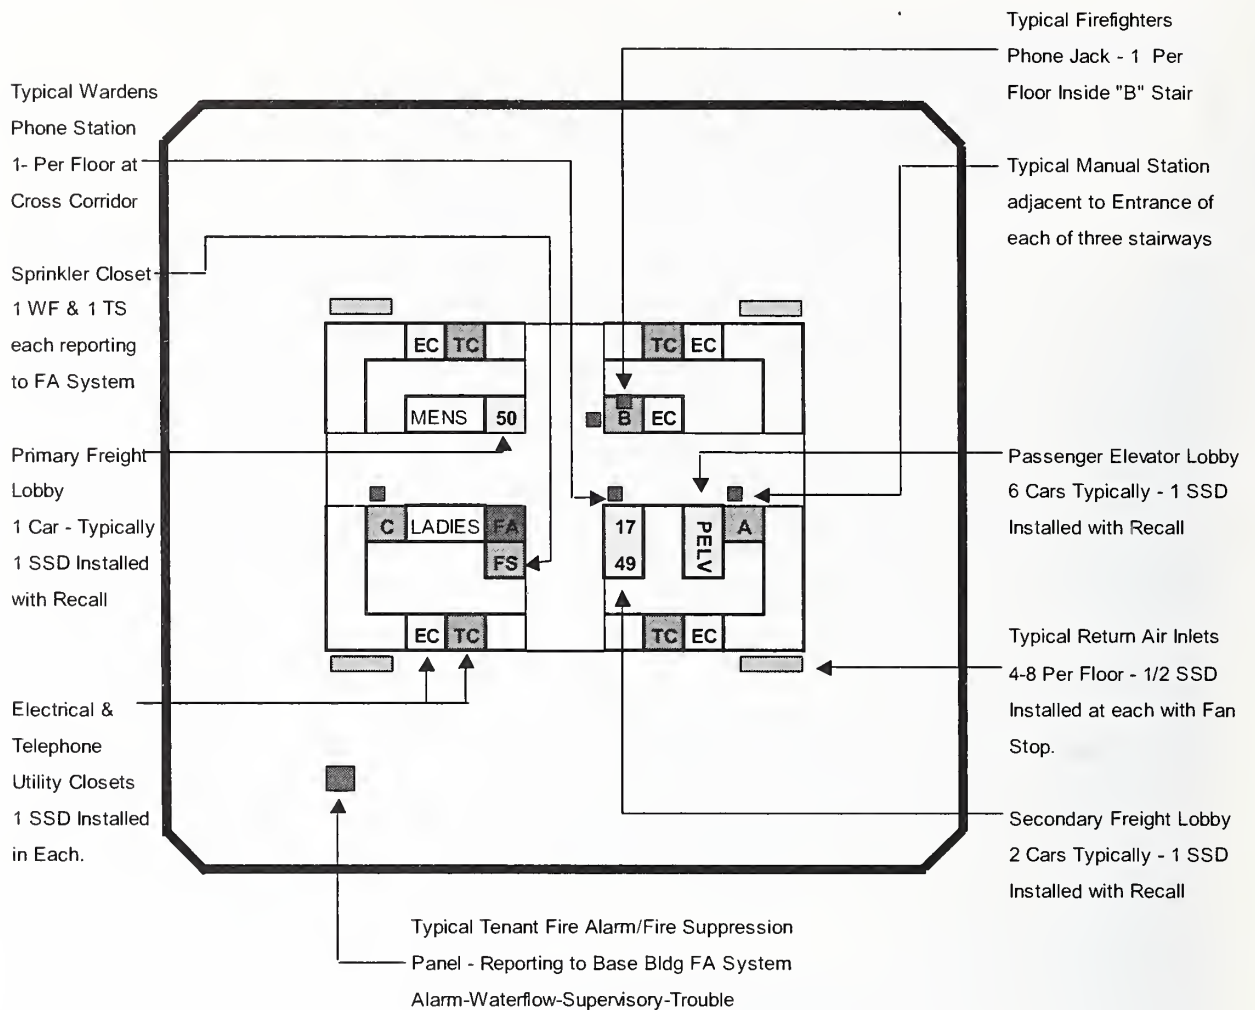 Typical Firefighters
Phone Jack - 1 Per
Floor Inside "B" Stair
Typical Wardens
Phone Station
1- Per Floor at
Cross Corridor
Typical Manual Station
adjacent to Entrance of
each of three stairways
Sprinkler Closet
1 WF & 1 TS
each reporting
to FA System
EC TC
TC EC
MENS 50
B EC
Primary Freight
Lobby
1 Car - Typically
1 SSD Installed
with Recall
Passenger Elevator Lobby
6 Cars Typically - 1 SSD
Installed with Recall
C LADIES FA
FS
17
49
PELV
A
EC TC
TC EC
Typical Return Air Inlets
4-8 Per Floor - 1/2 SSD
Installed at each with Fan
Stop.
Electrical &
Telephone
Utility Closets
1 SSD Installed
in Each.
Secondary Freight Lobby
2 Cars Typically - 1 SSD
Installed with Recall
Typical Tenant Fire Alarm/Fire Suppression
Panel - Reporting to Base Bldg FA System
Alarm-Waterflow-Supervisory-Trouble